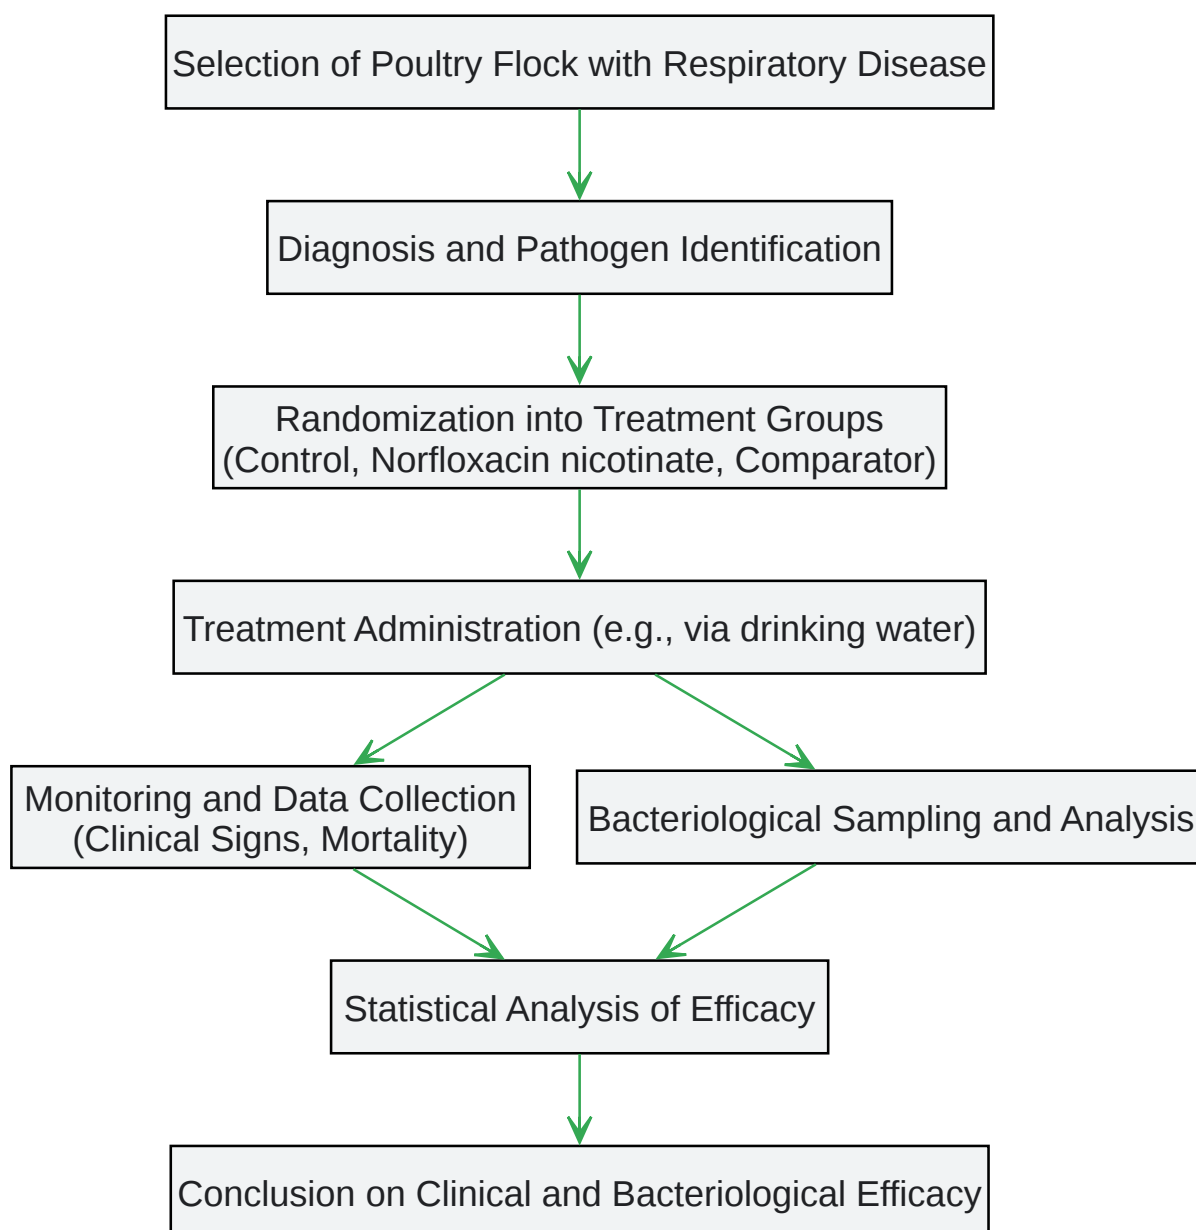 Selection of Poultry Flock with Respiratory Disease
Diagnosis and Pathogen Identification
Randomization into Treatment Groups
(Control, Norfloxacin nicotinate, Comparator)
Treatment Administration (e.g., via drinking water)
Monitoring and Data Collection
(Clinical Signs, Mortality)
Bacteriological Sampling and Analysis
Statistical Analysis of Efficacy
Conclusion on Clinical and Bacteriological Efficacy